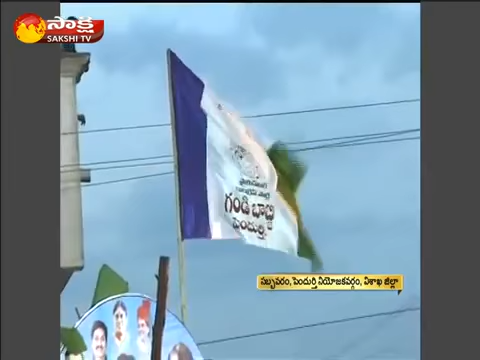 సాక్షి
SAKSHI TV
గండి బాబ్జి
పెందుర్తి
సబ్బవరం, పెందుర్తి నియోజకవర్గం, విశాఖ జిల్లా